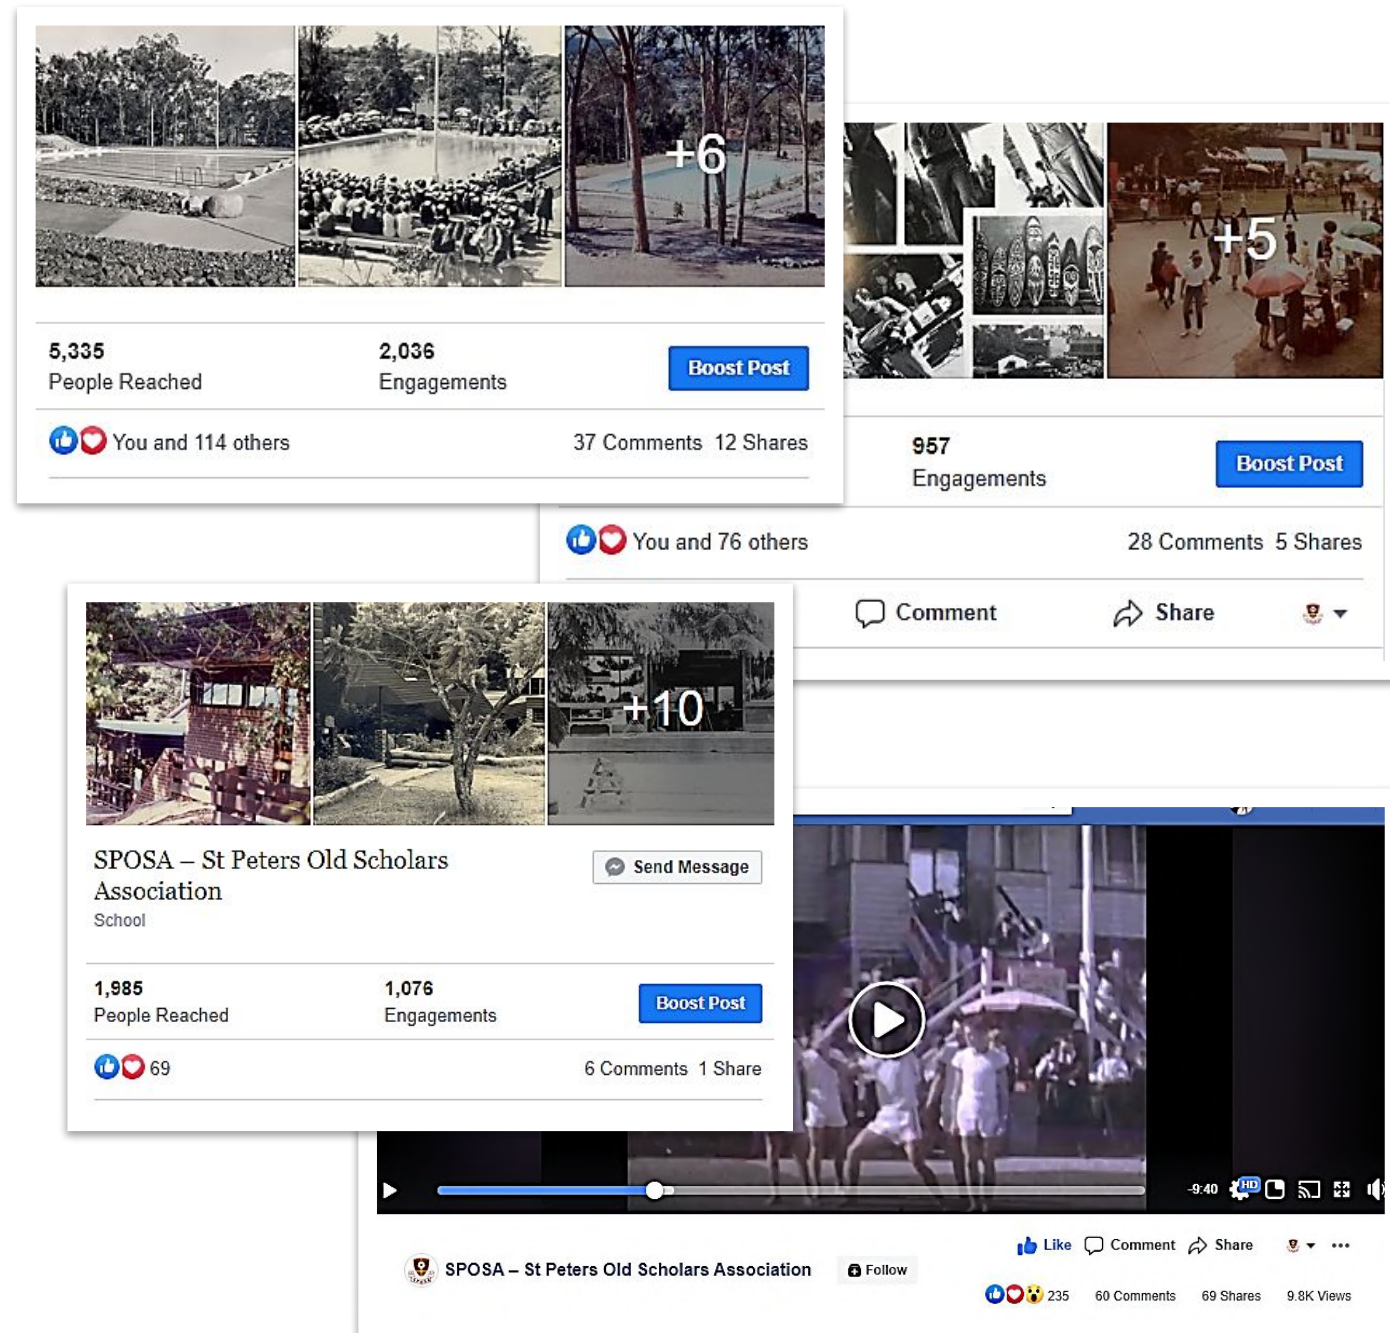 +6
5,335
People Reached
2,036
Engagements
Boost Post
You and 114 others
37 Comments 12 Shares
+5
957
Engagements
Boost Post
You and 76 others
28 Comments 5 Shares
Comment
Share
+10
SPOSA – St Peters Old Scholars
Association
School
Send Message
1,985
People Reached
1,076
Engagements
Boost Post
69
6 Comments 1 Share
-9:40
HD
Like Comment Share
SPOSA – St Peters Old Scholars Association
Follow
235 60 Comments 69 Shares 9.8K Views